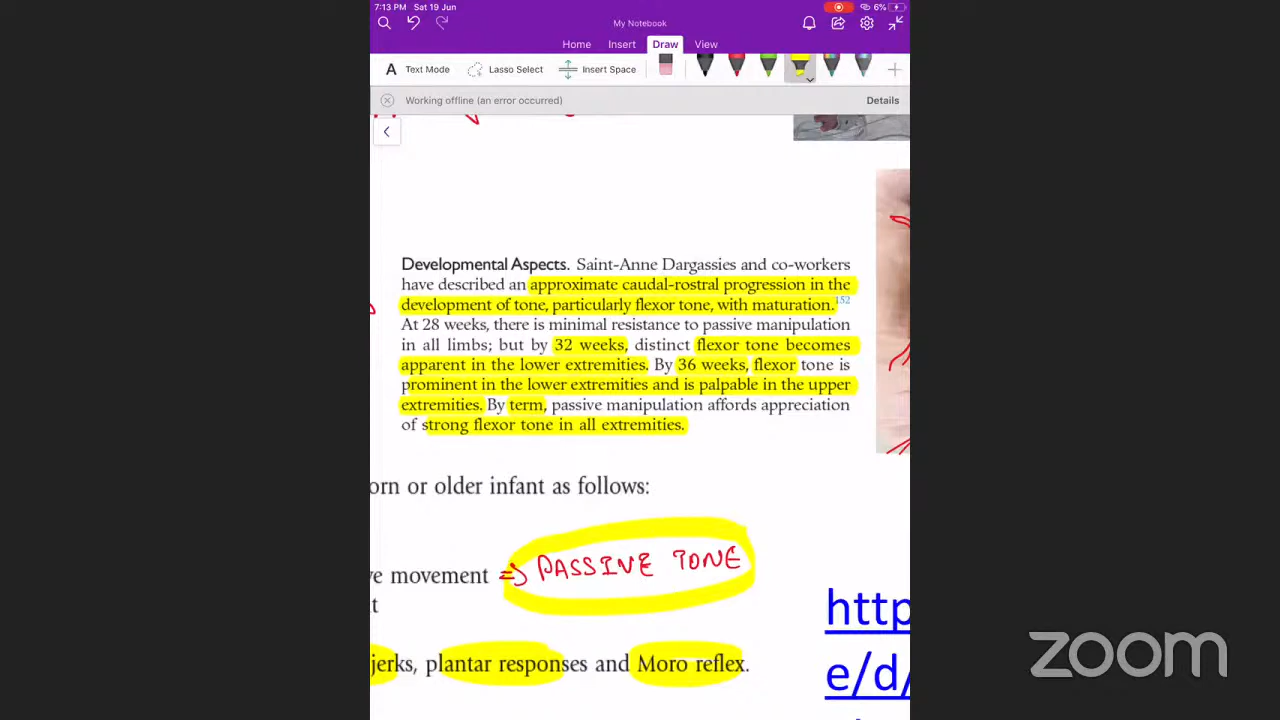 7:13 PM Sat 19 Jun 6%
My Notebook
Home Insert Draw View
A Text Mode Lasso Select Insert Space
Working offline (an error occurred) Details
Developmental Aspects. Saint-Anne Dargassies and co-workers
have described an approximate caudal-rostral progression in the
development of tone, particularly flexor tone, with maturation.152
At 28 weeks, there is minimal resistance to passive manipulation
in all limbs; but by 32 weeks, distinct flexor tone becomes
apparent in the lower extremities. By 36 weeks, flexor tone is
prominent in the lower extremities and is palpable in the upper
extremities. By term, passive manipulation affords appreciation
of strong flexor tone in all extremities.
orn or older infant as follows:
ve movement => PASSIVE TONE
t
http
jerks, plantar responses and Moro reflex.
e/d/
zoom